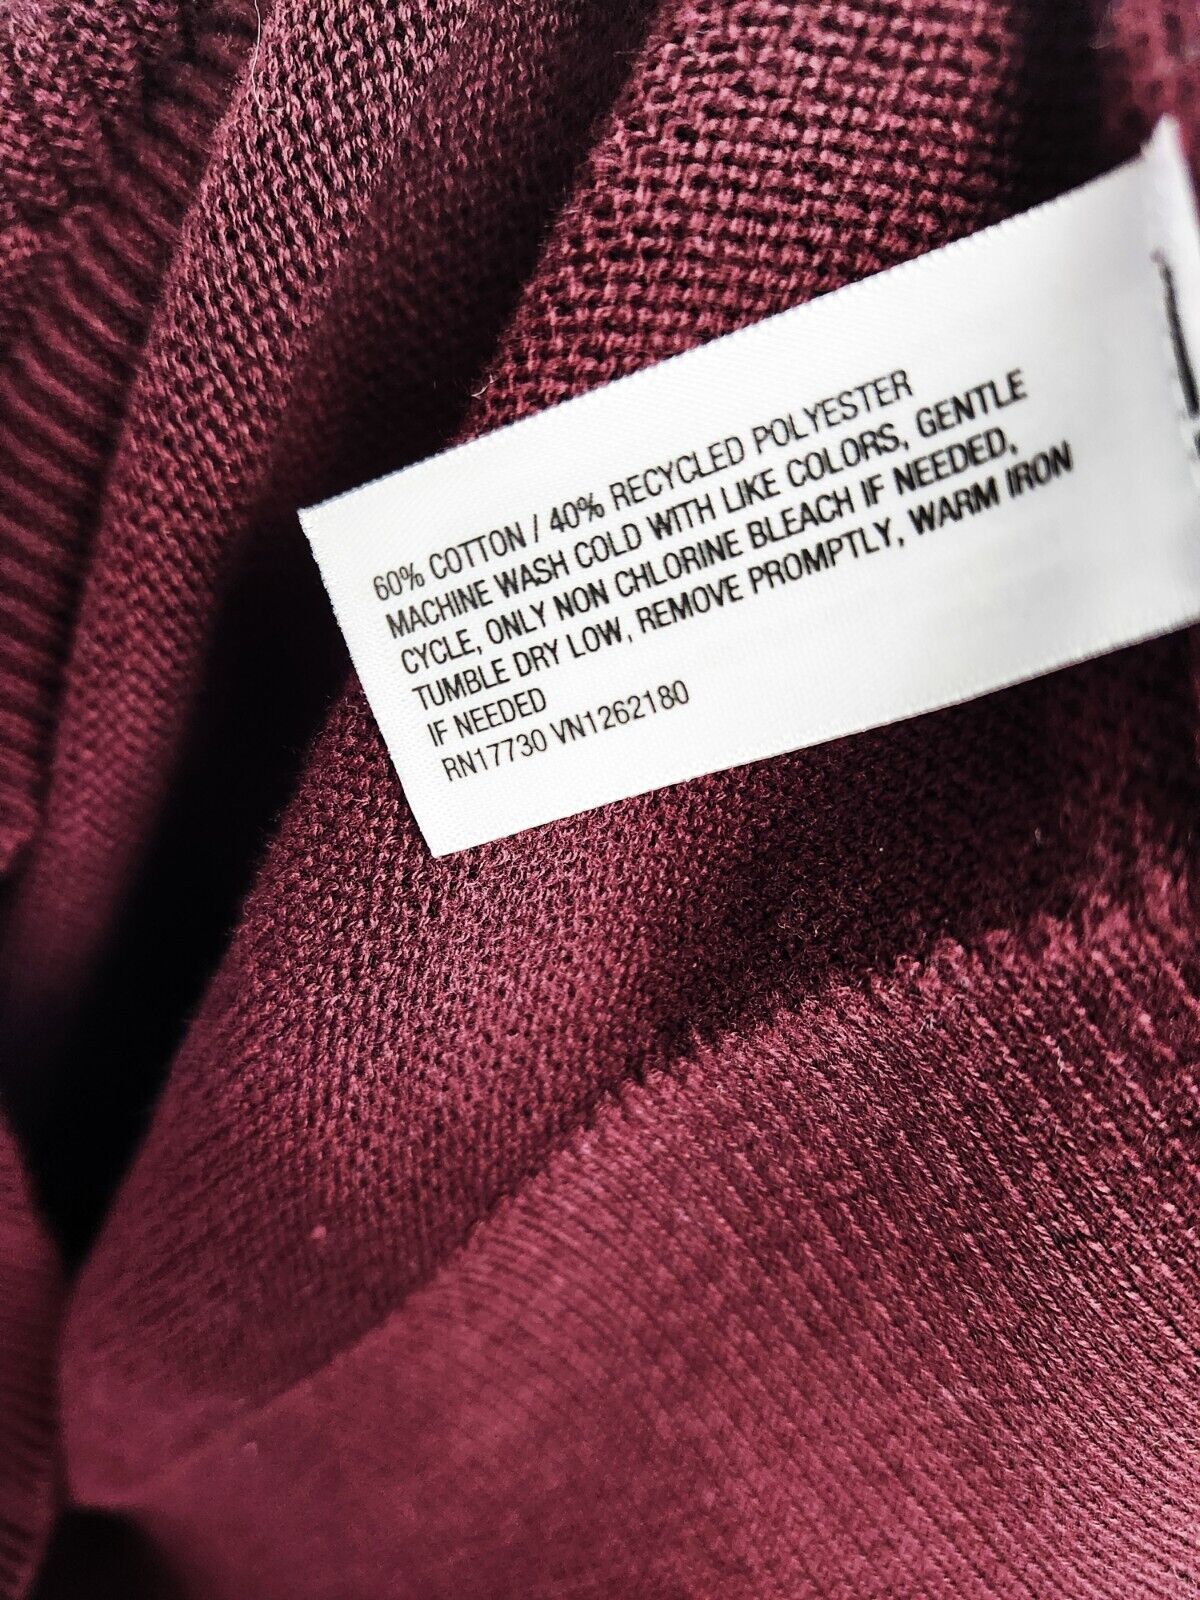 60% COTTON / 40% RECYCLED POLYESTER
MACHINE WASH COLD WITH LIKE COLORS, GENTLE
CYCLE, ONLY NON CHLORINE BLEACH IF NEEDED,
TUMBLE DRY LOW, REMOVE PROMPTLY, WARM IRON
IF NEEDED
RN17730 VN1262180